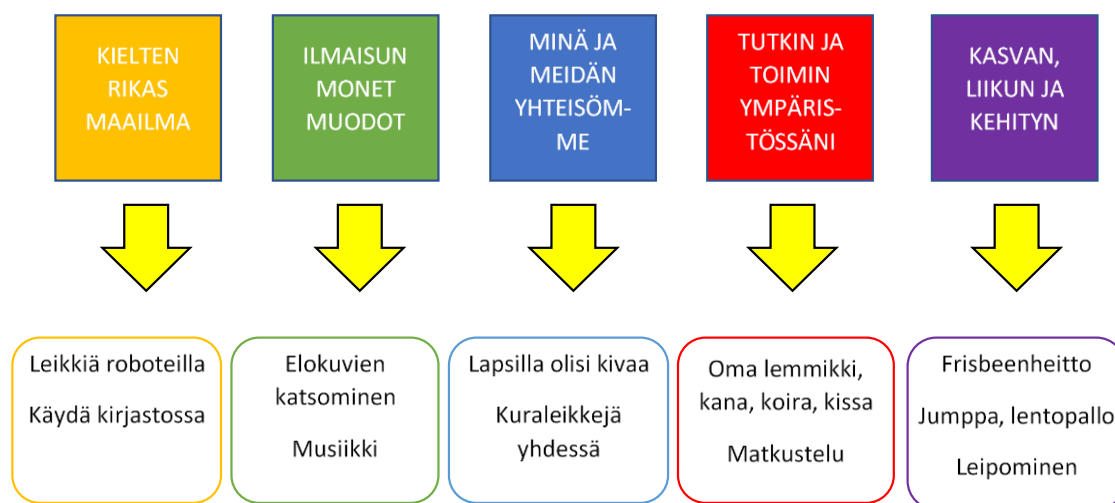 KIELTEN
RIKAS
MAAILMA
ILMAISUN
MONET
MUODOT
MINÄ JA
MEIDÄN
YHTEISÖM-
ME
TUTKIN JA
TOIMIN
YMPÄRIS-
TÖSSÄNI
KASVAN,
LIIKUN JA
KEHITYN
Leikkiä roboteilla
Käydä kirjastossa
Elokuvien
katsominen
Musiikki
Lapsilla olisi kivaa
Kuraleikkejä
yhdessä
Oma lemmikki,
kana, koira, kissa
Matkustelu
Frisbeenheitto
Jumppa, lentopallo
Leipominen